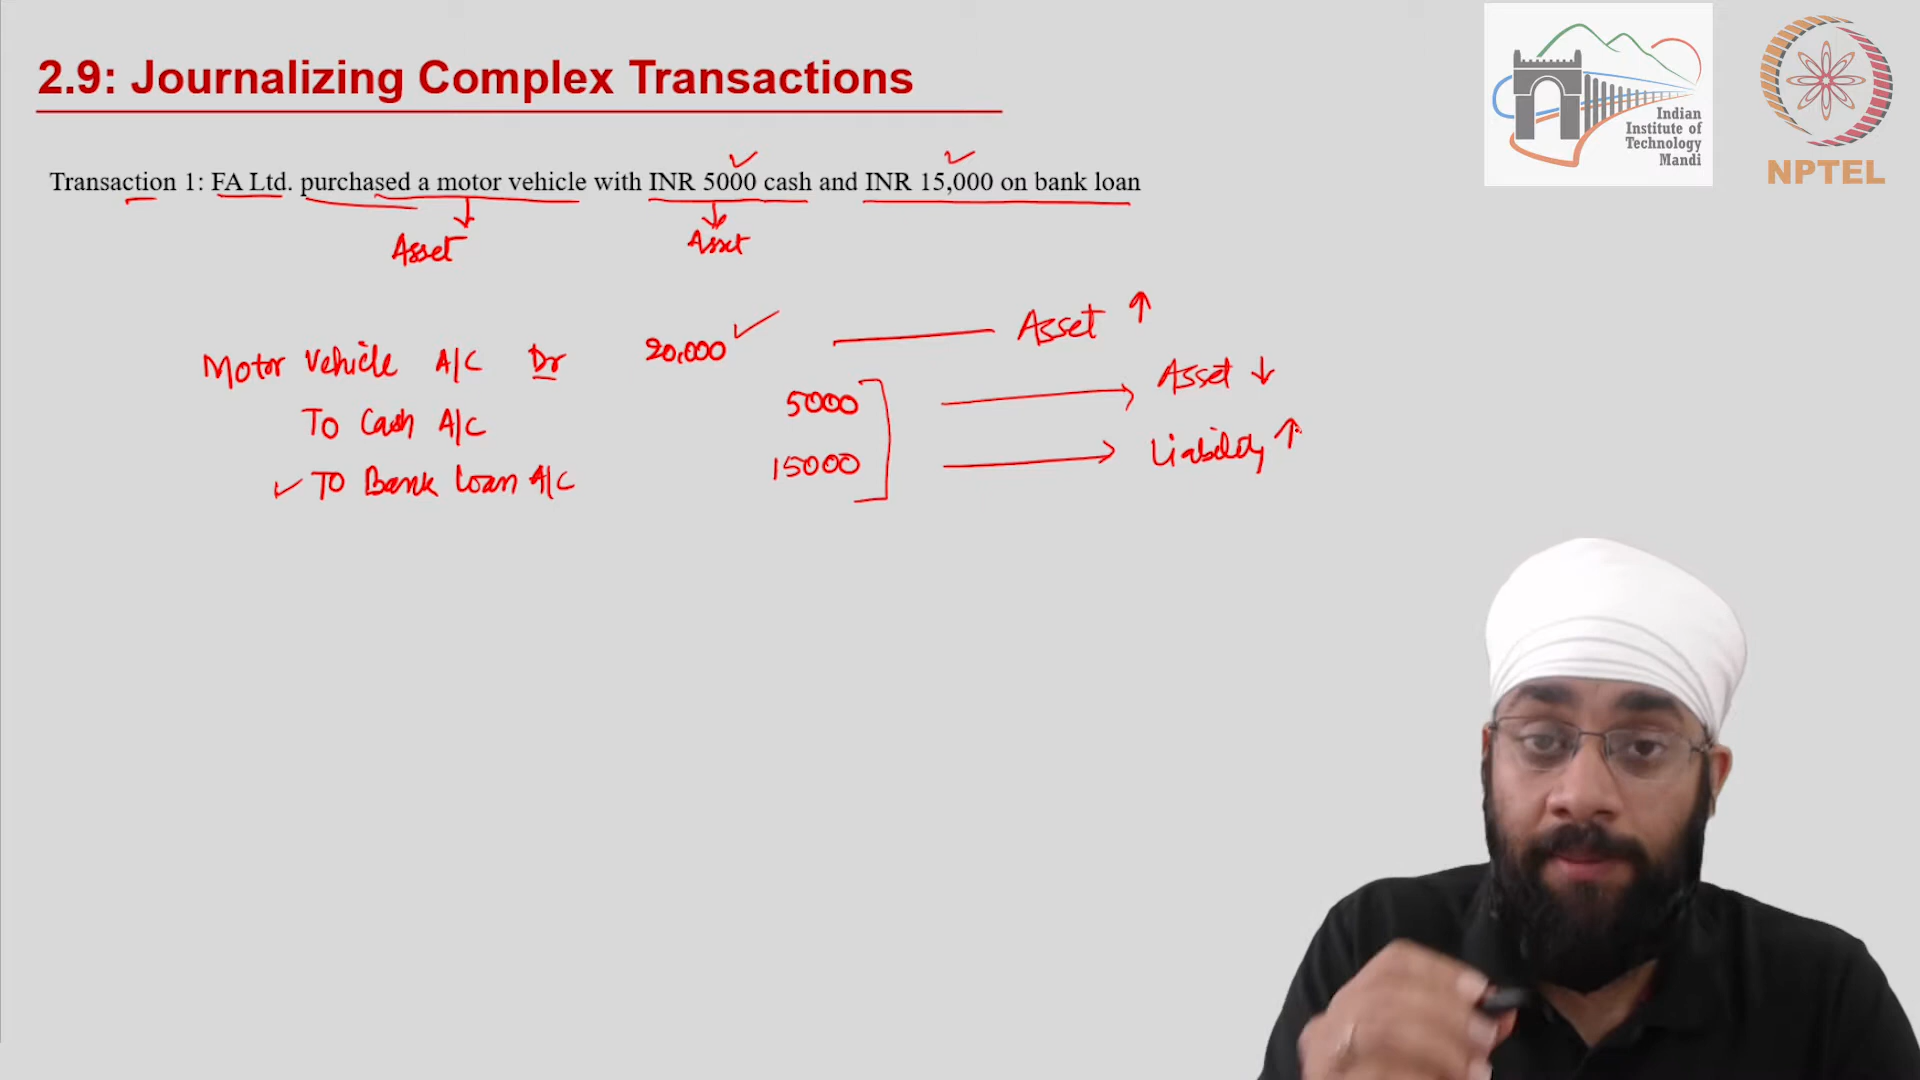 2.9: Journalizing Complex Transactions
Indian
Institute of
Technology
Mandi
NPTEL
Transaction 1: FA Ltd. purchased a motor vehicle with INR 5000 cash and INR 15,000 on bank loan
Asset
Asset
Motor Vehicle A/C Dr 20,000 Asset ↑
To Cash A/C 5000 Asset ↓
To Bank Loan A/C 15000 Liability ↑